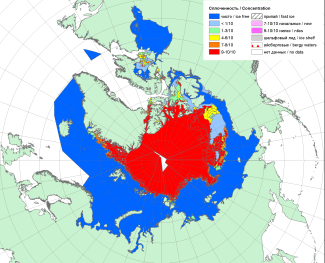 Сплоченность / Concentration
чисто / ice free
< 1/10
1-3/10
4-6/10
7-8/10
9-10/10
припай / fast ice
7-10/10 начальных / new
9-10/10 нилас / nilas
шельфовый лед / ice shelf
айсберговые / bergy waters
нет данных / no data